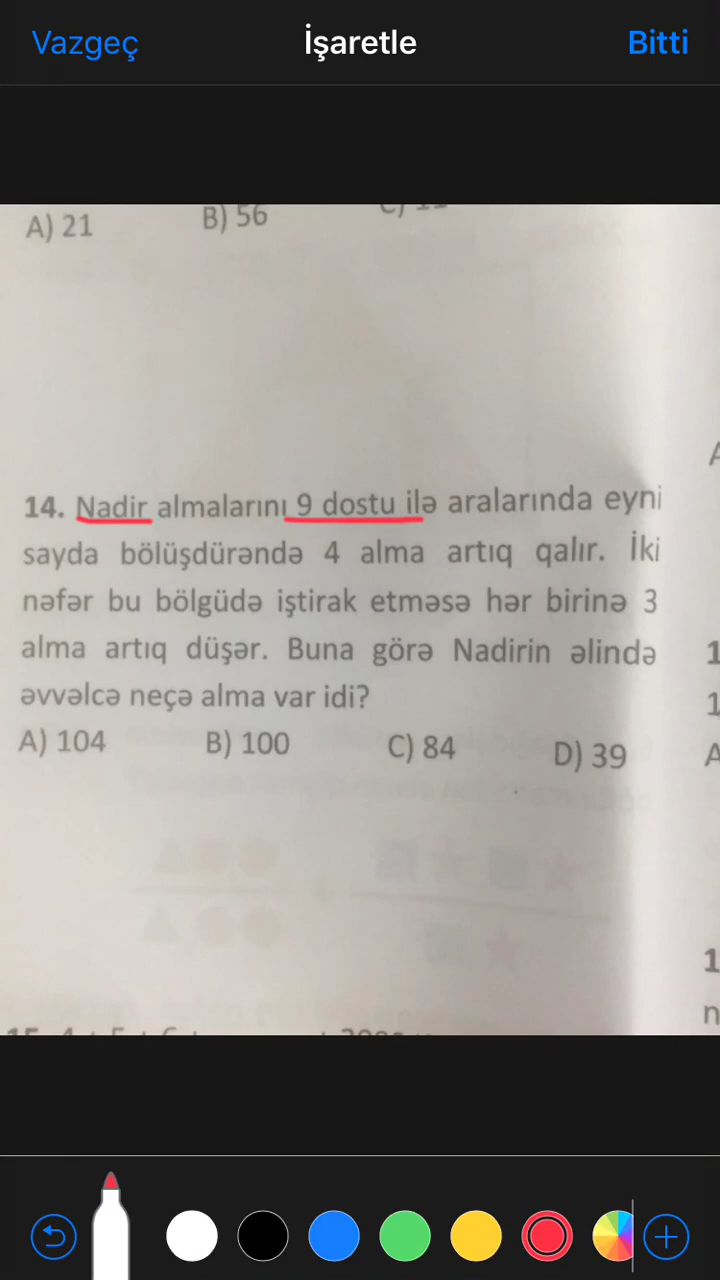 Vazgeç İşaretle Bitti
A) 21 B) 56
14. Nadir almalarını 9 dostu ilə aralarında eyni
sayda bölüşdürəndə 4 alma artıq qalır. İki
nəfər bu bölgüdə iştirak etməsə hər birinə 3
alma artıq düşər. Buna görə Nadirin əlində
əvvəlcə neçə alma var idi?
A) 104 B) 100 C) 84 D) 39